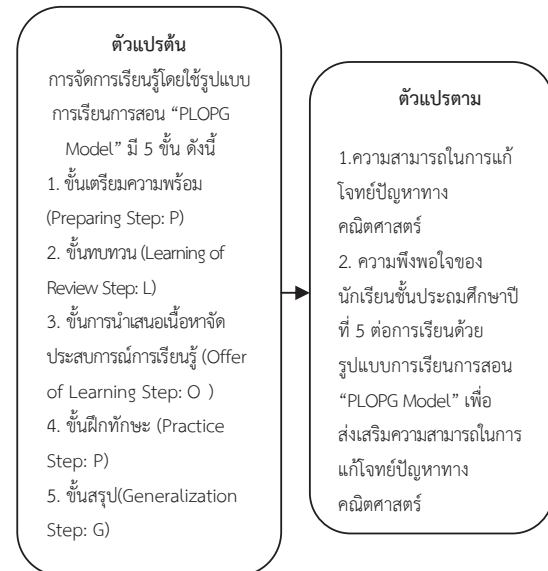 ตัวแปรต้น
การจัดการเรียนรู้โดยใช้รูปแบบ
การเรียนการสอน “PLOPG
Model” มี 5 ขั้น ดังนี้
1. ขั้นเตรียมความพร้อม
(Preparing Step: P)
2. ขั้นทบทวน (Learning of
Review Step: L)
3. ขั้นการนำเสนอเนื้อหาจัด
ประสบการณ์การเรียนรู้ (Offer
of Learning Step: O )
4. ขั้นฝึกทักษะ (Practice
Step: P)
5. ขั้นสรุป(Generalization
Step: G)
ตัวแปรตาม
1.ความสามารถในการแก้
โจทย์ปัญหาทาง
คณิตศาสตร์
2. ความพึงพอใจของ
นักเรียนชั้นประถมศึกษาปี
ที่ 5 ต่อการเรียนด้วย
รูปแบบการเรียนการสอน
“PLOPG Model” เพื่อ
ส่งเสริมความสามารถในการ
แก้โจทย์ปัญหาทาง
คณิตศาสตร์